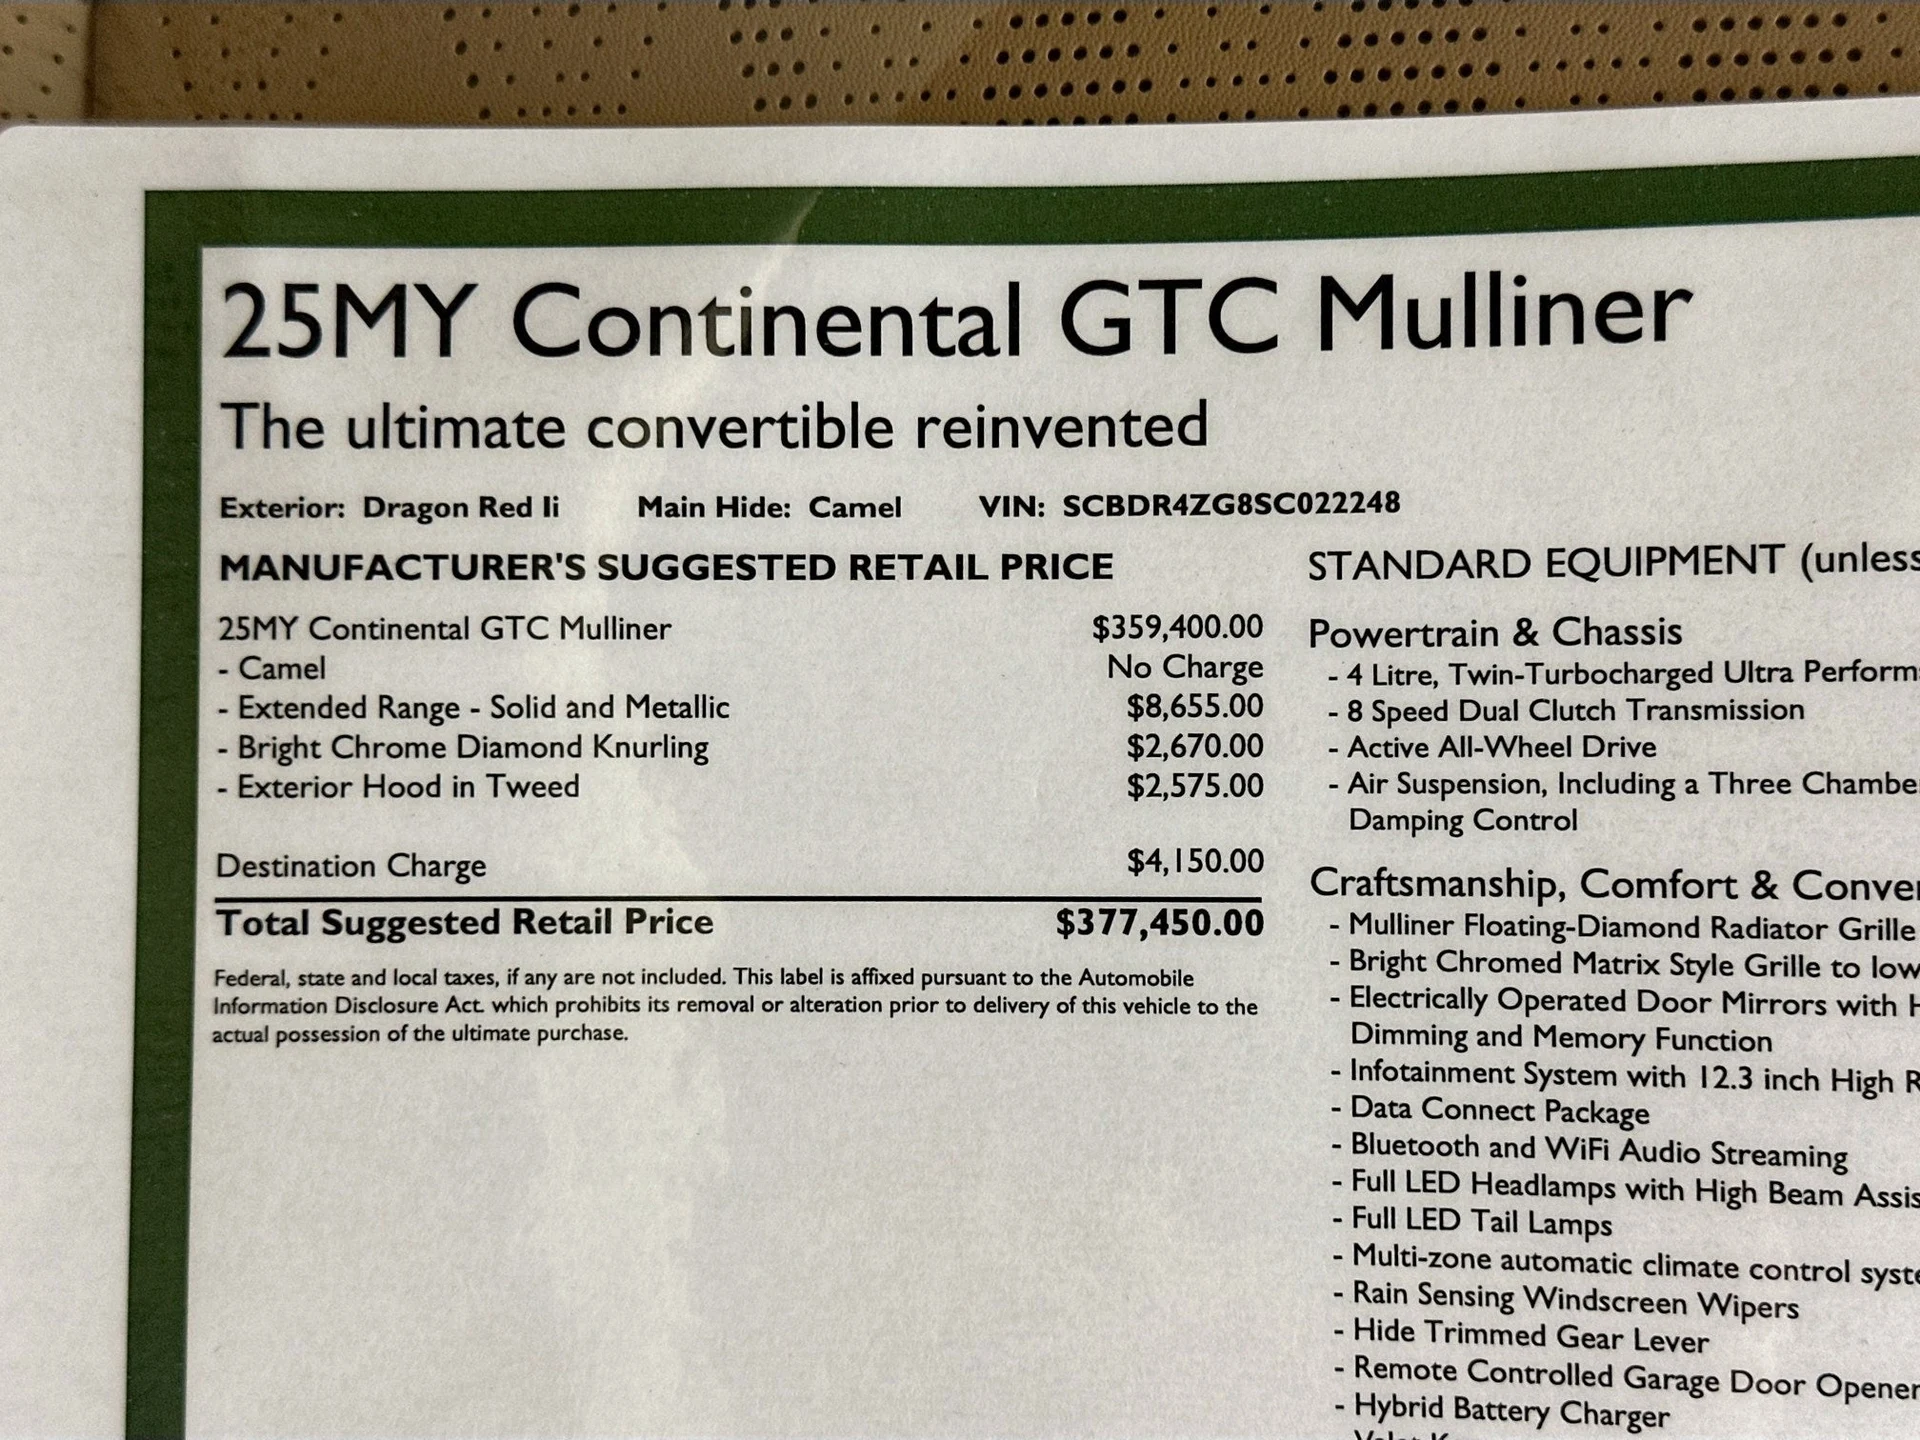 25MY Continental GTC Mulliner
The ultimate convertible reinvented
Exterior: Dragon Red Ii Main Hide: Camel VIN: SCBDR4ZG8SC022248
MANUFACTURER'S SUGGESTED RETAIL PRICE
25MY Continental GTC Mulliner $359,400.00
- Camel No Charge
- Extended Range - Solid and Metallic $8,655.00
- Bright Chrome Diamond Knurling $2,670.00
- Exterior Hood in Tweed $2,575.00
Destination Charge $4,150.00
Total Suggested Retail Price $377,450.00
Federal, state and local taxes, if any are not included. This label is affixed pursuant to the Automobile
Information Disclosure Act. which prohibits its removal or alteration prior to delivery of this vehicle to the
actual possession of the ultimate purchase.
STANDARD EQUIPMENT (unless
Powertrain & Chassis
- 4 Litre, Twin-Turbocharged Ultra
- 8 Speed Dual Clutch Transmission
- Active All-Wheel Drive
- Air Suspension, Including a Three
Damping Control
Craftsmanship, Comfort &
- Mulliner Floating-Diamond Radiator Grille
- Bright Chromed Matrix Style Grille to
- Electrically Operated Door Mirrors with
Dimming and Memory Function
- Infotainment System with 12.3 inch High
- Data Connect Package
- Bluetooth and WiFi Audio Streaming
- Full LED Headlamps with High Beam
- Full LED Tail Lamps
- Multi-zone automatic climate control
- Rain Sensing Windscreen Wipers
- Hide Trimmed Gear Lever
- Remote Controlled Garage Door Opener
- Hybrid Battery Charger